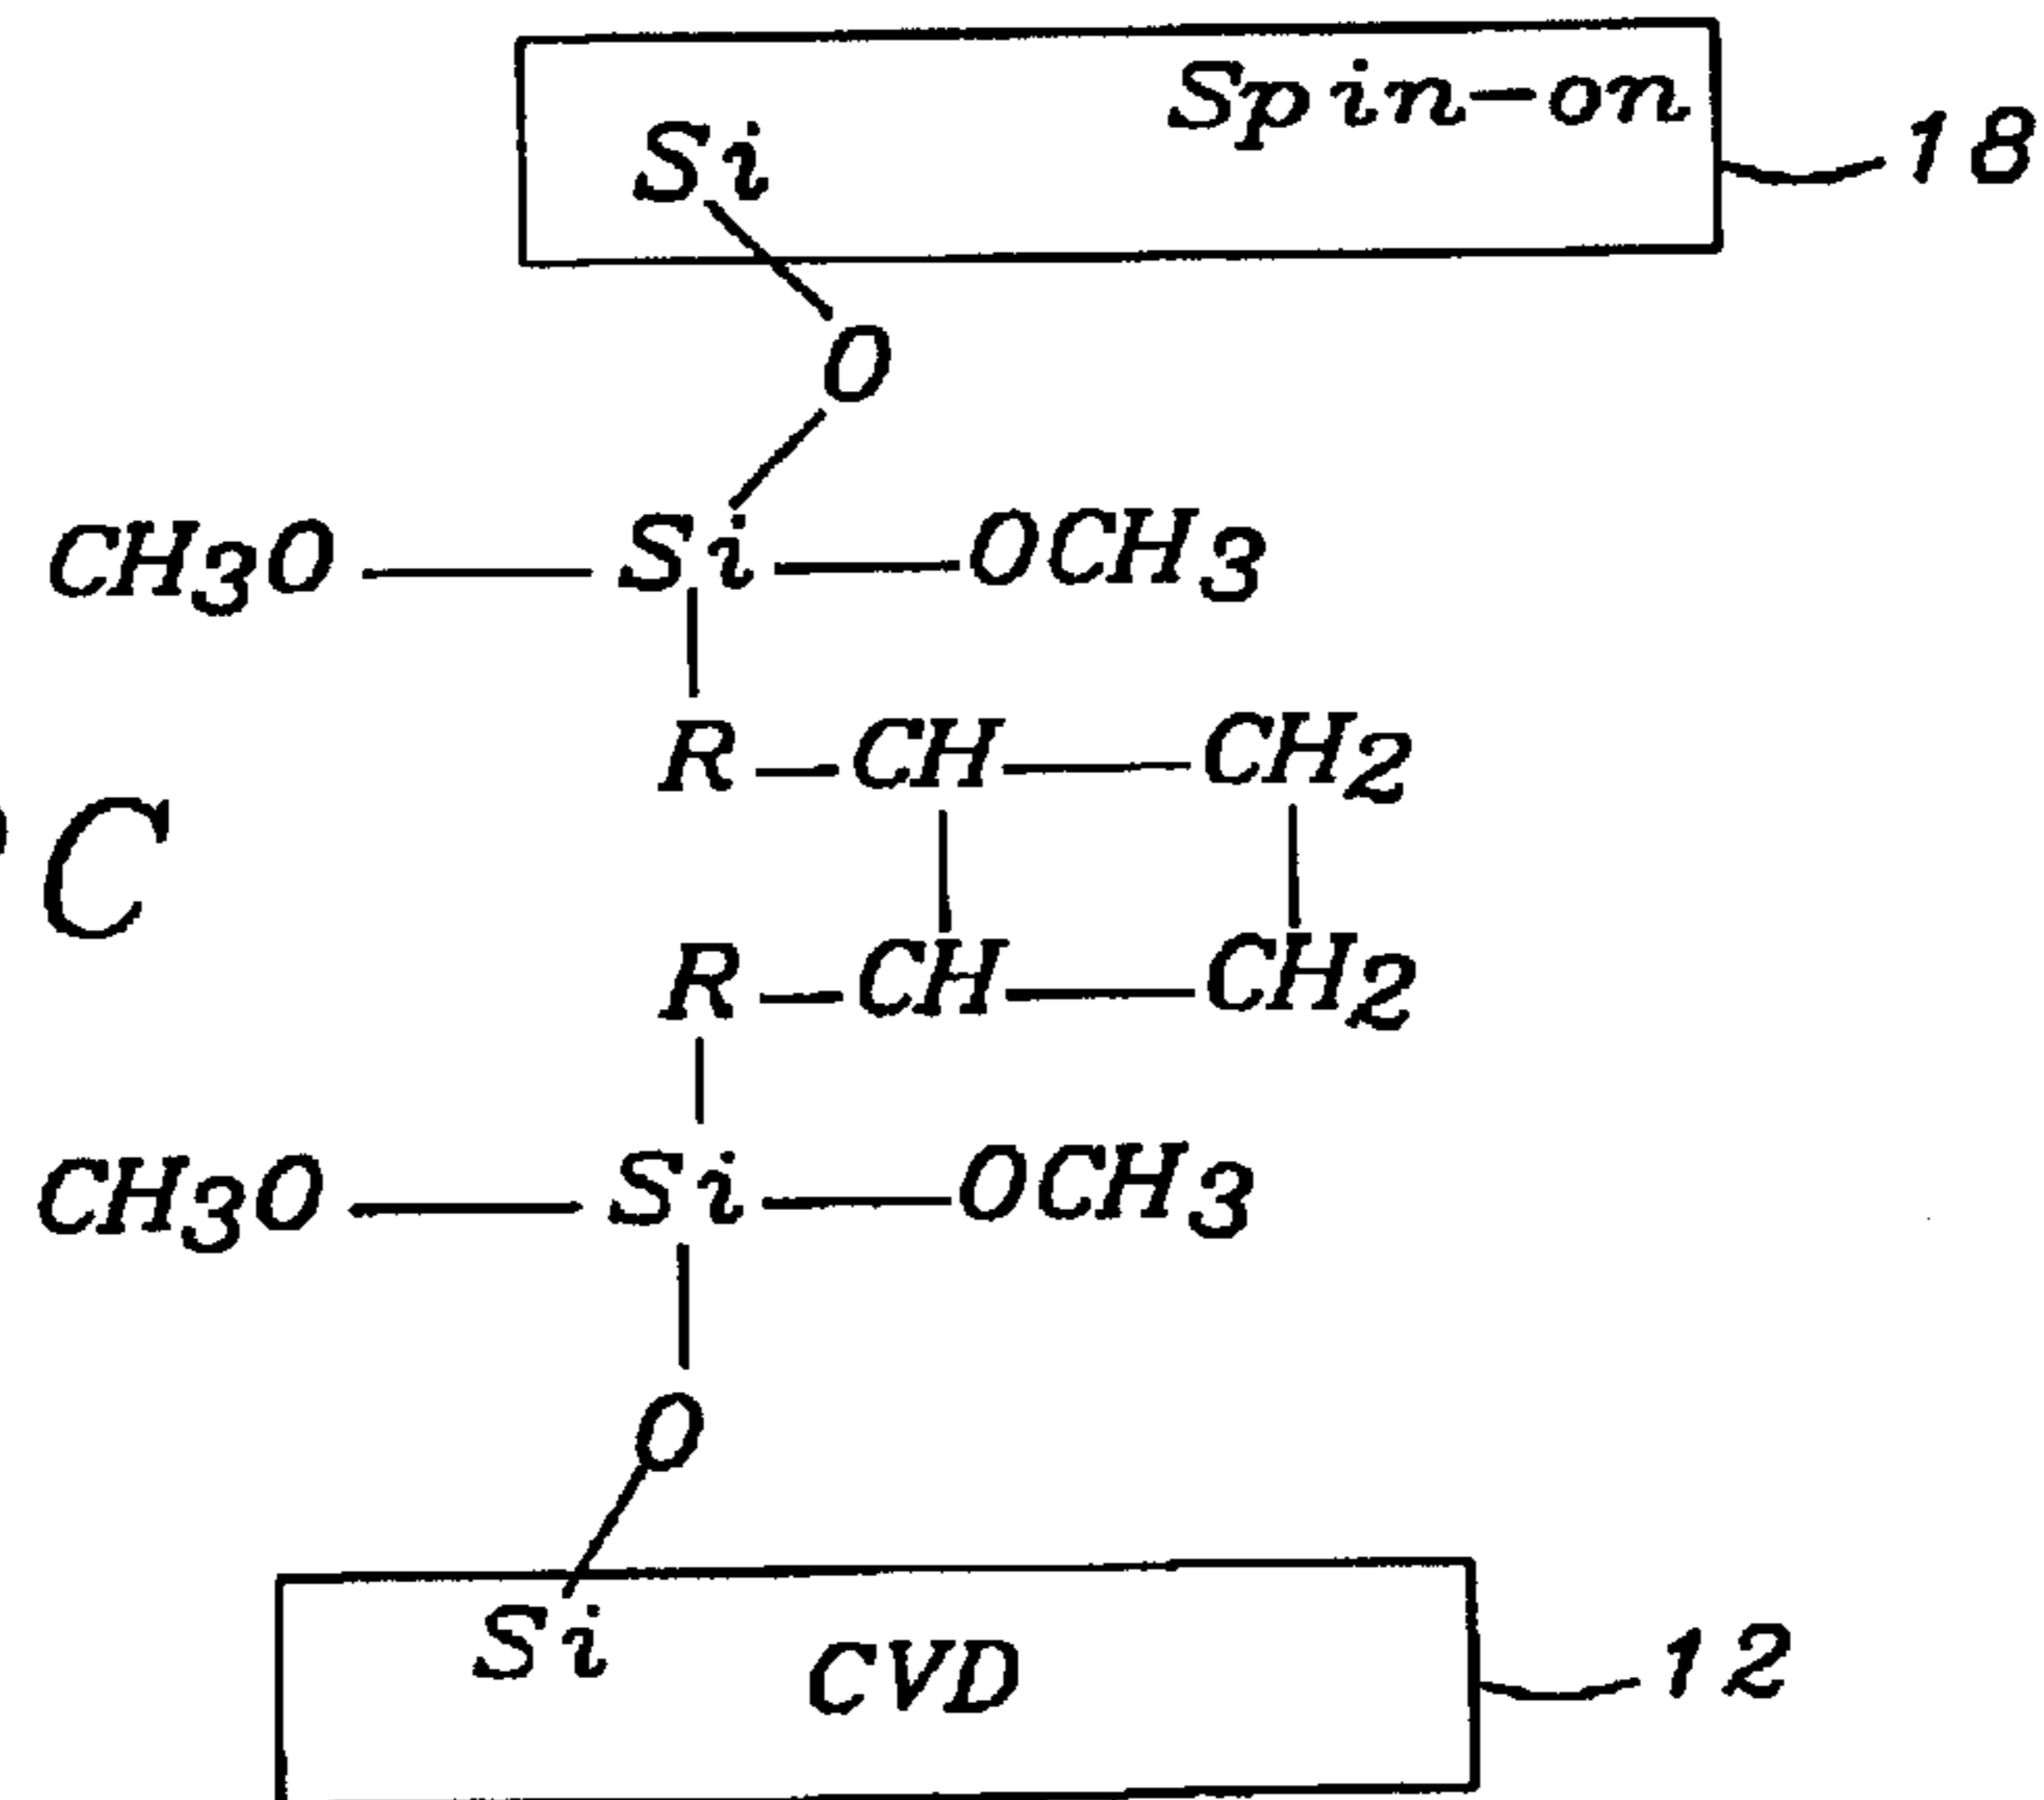 Spin-on
Si
18
O
CH3O Si OCH3
R CH CH2
C
R CH CH2
CH3O Si OCH3
O
Si CVD
12